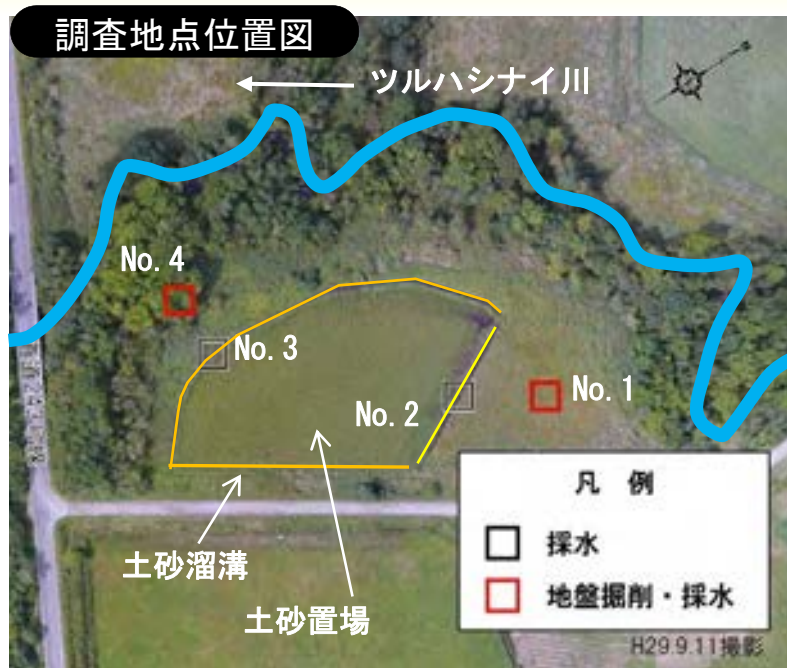 調査地点位置図
ツルハシナイ川
No. 4
No. 3
No. 1
No. 2
土砂溜溝
土砂置場
凡 例
採水
地盤掘削・採水
H29.9.11撮影